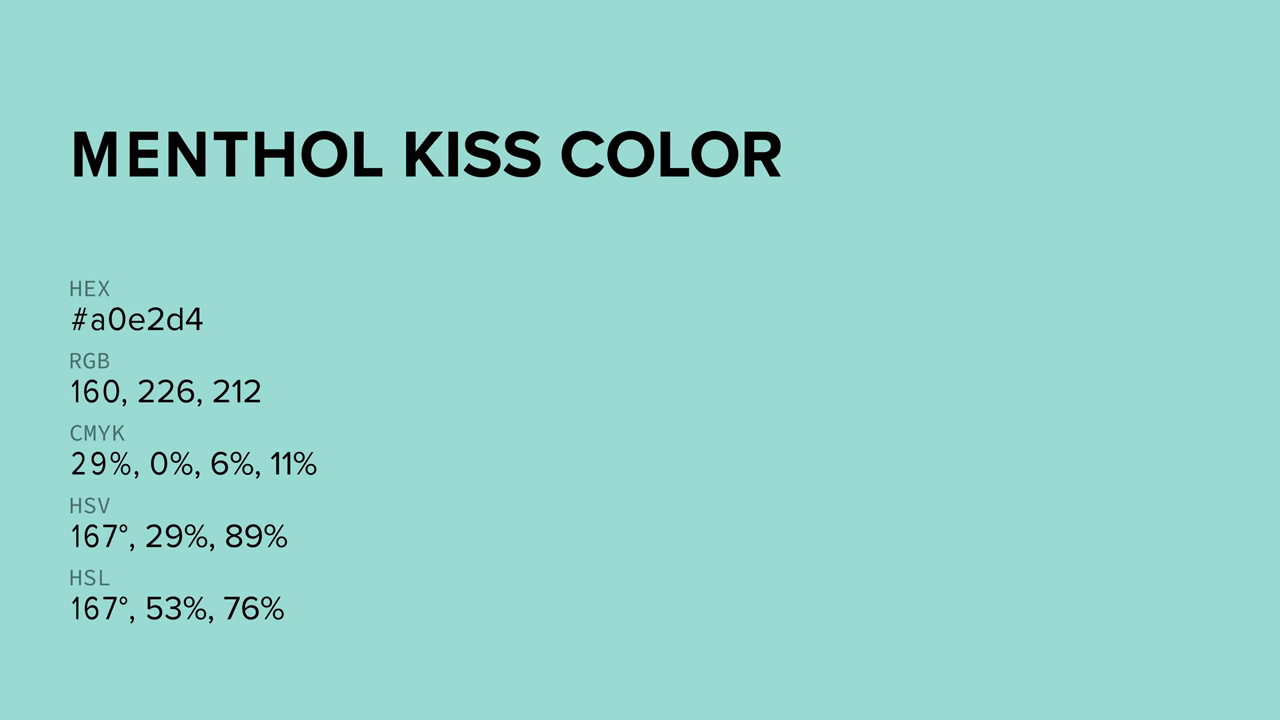 MENTHOL KISS COLOR
HEX
#a0e2d4
RGB
160, 226, 212
CMYK
29%, 0%, 6%, 11%
HSV
167°, 29%, 89%
HSL
167°, 53%, 76%